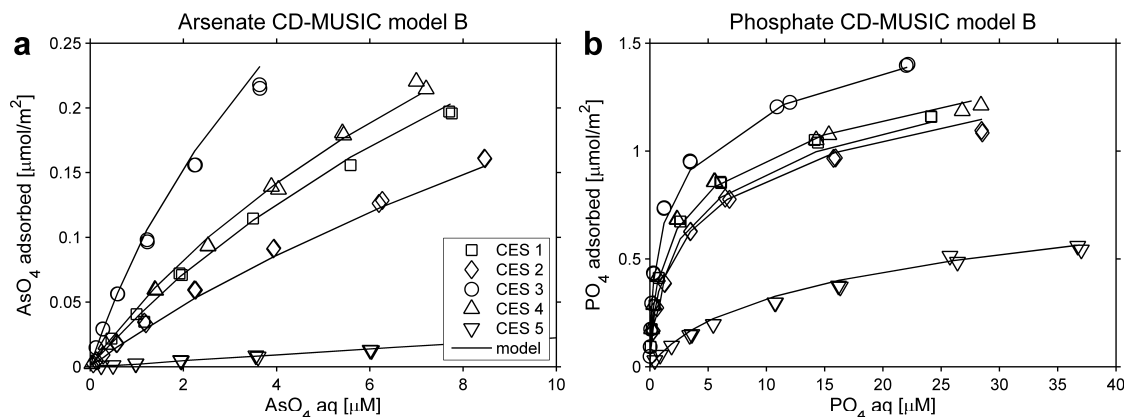 Arsenate CD-MUSIC model B
a
0.25
0.2
0.15
0.1
0.05
0
AsO4 adsorbed [μmol/m²]
0 2 4 6 8 10
AsO4 aq [μM]
CES 1
CES 2
CES 3
CES 4
CES 5
model
Phosphate CD-MUSIC model B
b
1.5
1
0.5
0
PO4 adsorbed [μmol/m²]
0 5 10 15 20 25 30 35 40
PO4 aq [μM]